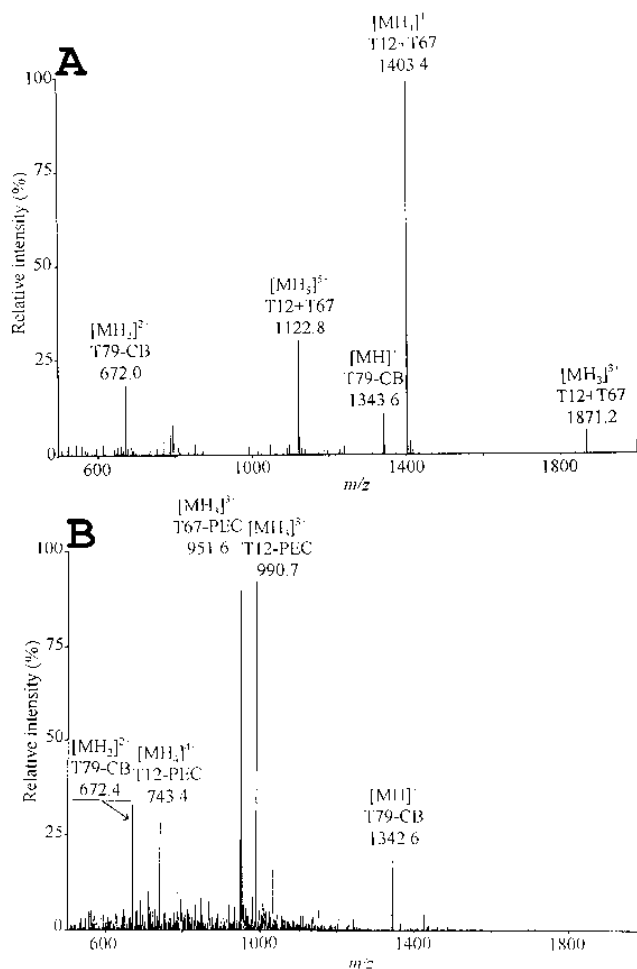 A
[MH₄]⁴⁺
T12+T67
1403.4
100
75
50
25
0
Relative intensity (%)
[MH₂]²⁺
T79-CB
672.0
[MH₅]⁵⁺
T12+T67
1122.8
[MH]⁺
T79-CB
1343.6
[MH₃]³⁺
T12+T67
1871.2
600 1000 1400 1800
m/z
B
[MH₃]³⁺
T67-PEC
951.6
[MH₃]³⁺
T12-PEC
990.7
100
75
50
25
0
Relative intensity (%)
[MH₂]²⁺
T79-CB
672.4
[MH₄]⁴⁺
T12-PEC
743.4
[MH]⁺
T79-CB
1342.6
600 1000 1400 1800
m/z